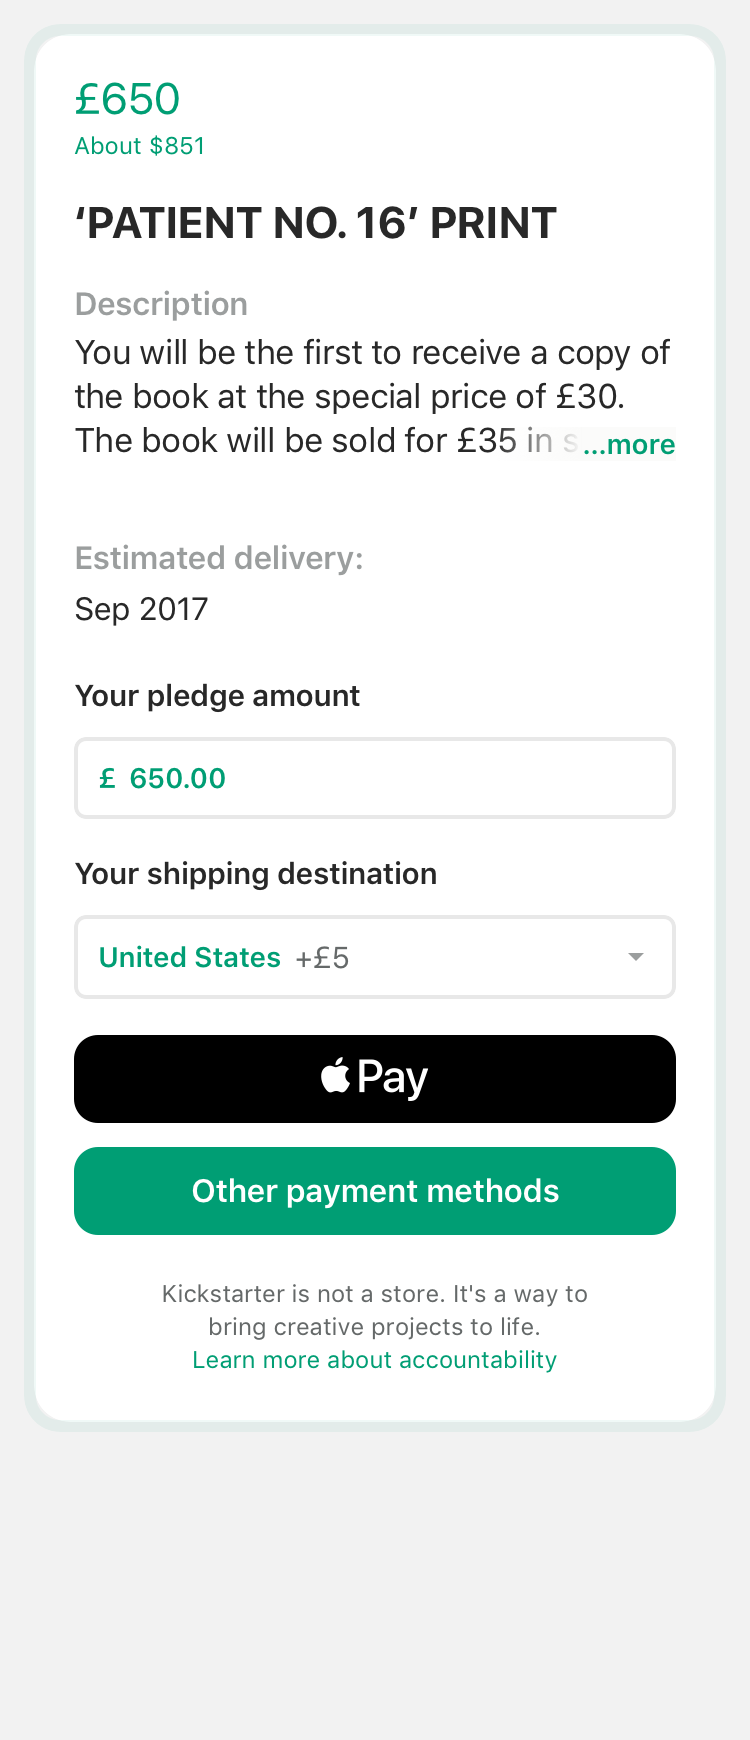 £650
About $851
‘PATIENT NO. 16’ PRINT
Description
You will be the first to receive a copy of
the book at the special price of £30.
The book will be sold for £35 in s...more
Estimated delivery:
Sep 2017
Your pledge amount
£ 650.00
Your shipping destination
United States +£5
Pay
Other payment methods
Kickstarter is not a store. It's a way to
bring creative projects to life.
Learn more about accountability